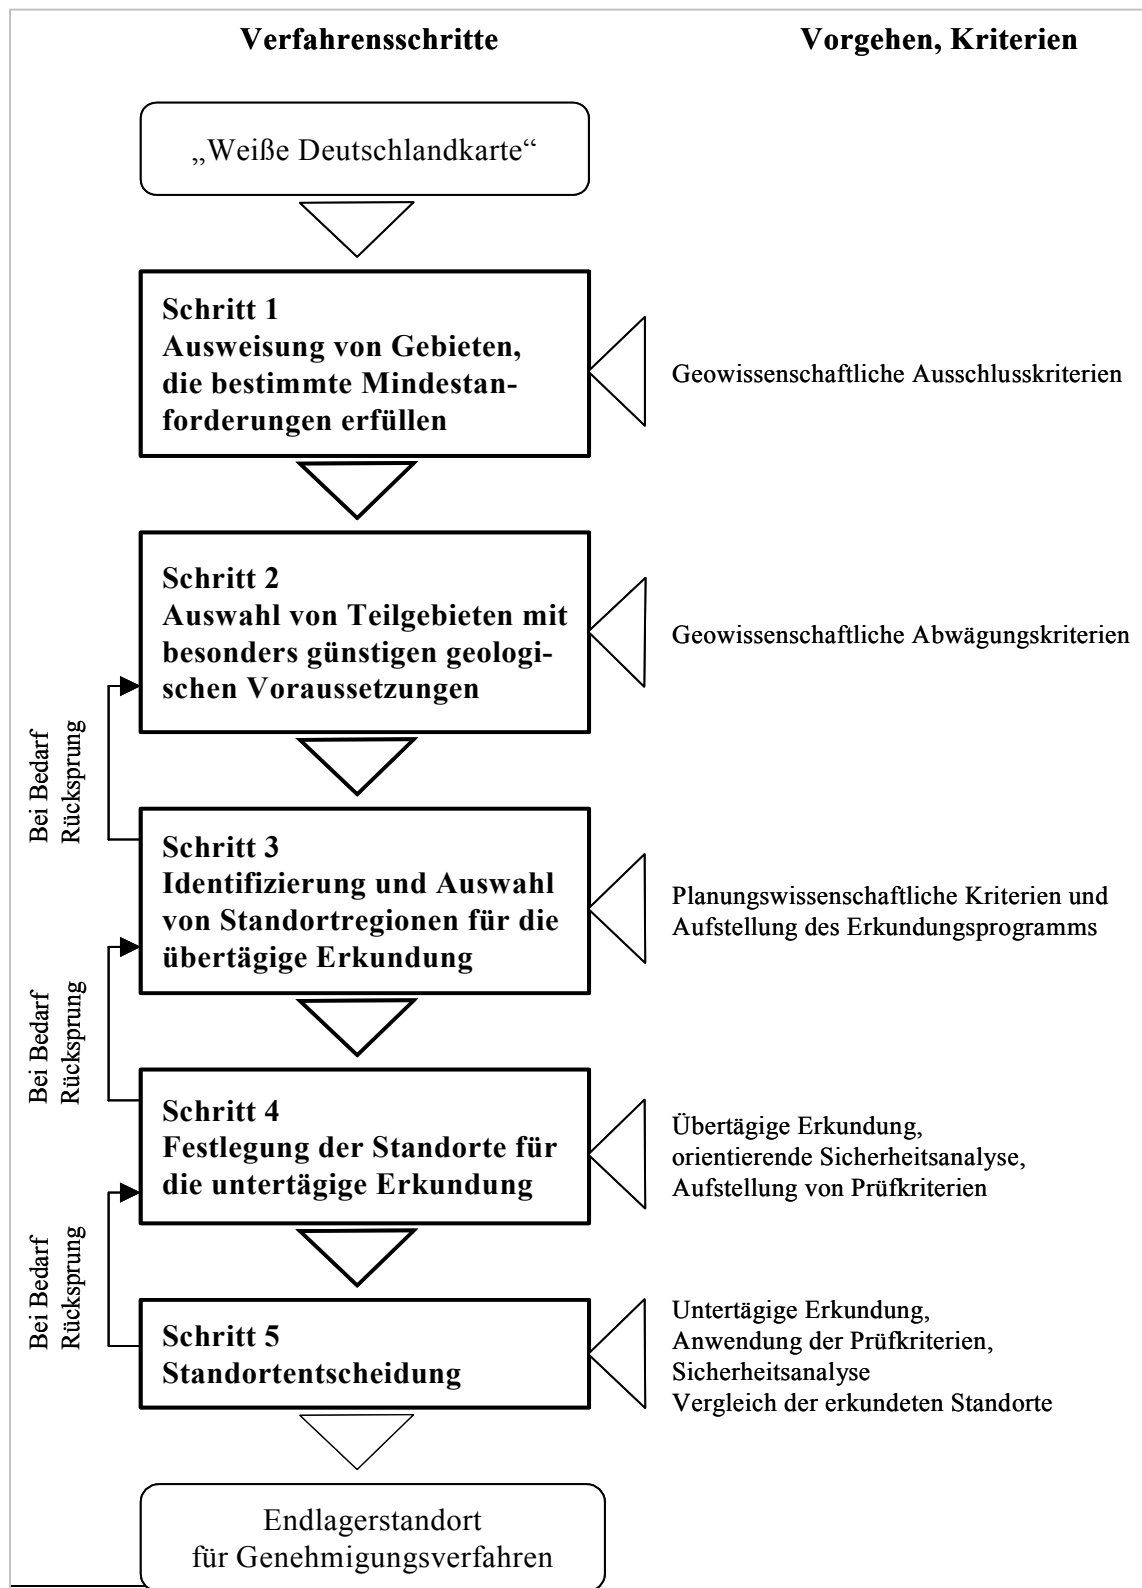 Verfahrensschritte
Vorgehen, Kriterien
„Weiße Deutschlandkarte“
Schritt 1
Ausweisung von Gebieten,
die bestimmte Mindestan-
forderungen erfüllen
Geowissenschaftliche Ausschlusskriterien
Schritt 2
Auswahl von Teilgebieten mit
besonders günstigen geologi-
schen Voraussetzungen
Geowissenschaftliche Abwägungskriterien
Bei Bedarf
Rücksprung
Schritt 3
Identifizierung und Auswahl
von Standortregionen für die
übertägige Erkundung
Planungswissenschaftliche Kriterien und
Aufstellung des Erkundungsprogramms
Bei Bedarf
Rücksprung
Schritt 4
Festlegung der Standorte für
die untertägige Erkundung
Übertägige Erkundung,
orientierende Sicherheitsanalyse,
Aufstellung von Prüfkriterien
Bei Bedarf
Rücksprung
Schritt 5
Standortentscheidung
Untertägige Erkundung,
Anwendung der Prüfkriterien,
Sicherheitsanalyse
Vergleich der erkundeten Standorte
Endlagerstandort
für Genehmigungsverfahren